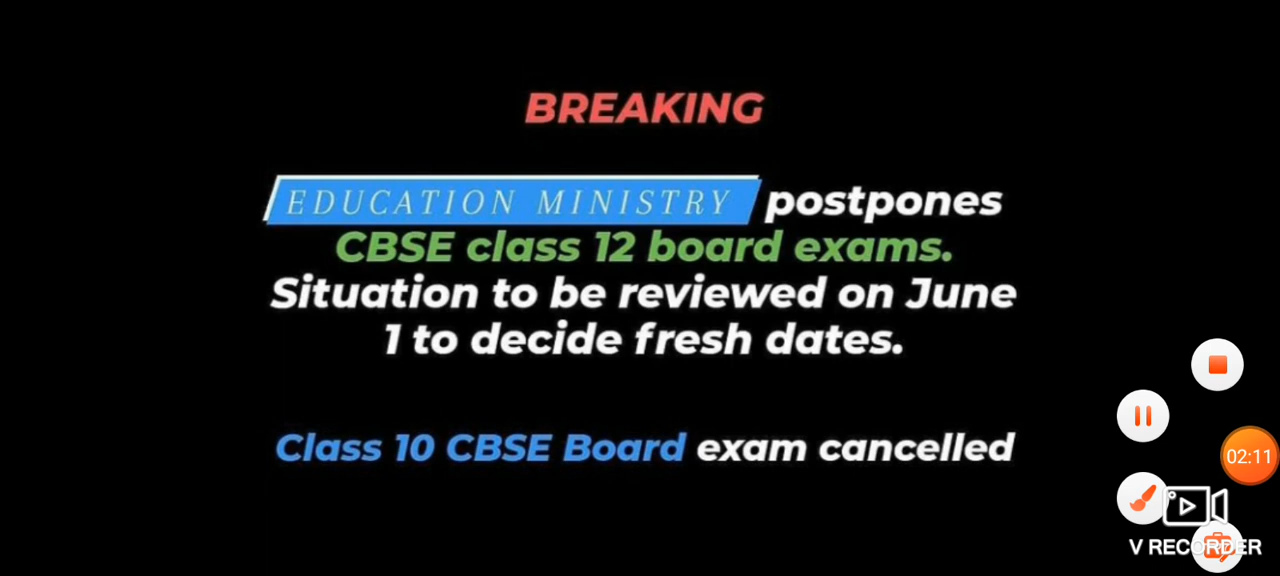 BREAKING
EDUCATION MINISTRY postpones
CBSE class 12 board exams.
Situation to be reviewed on June
1 to decide fresh dates.
Class 10 CBSE Board exam cancelled
02:11
V RECORDER